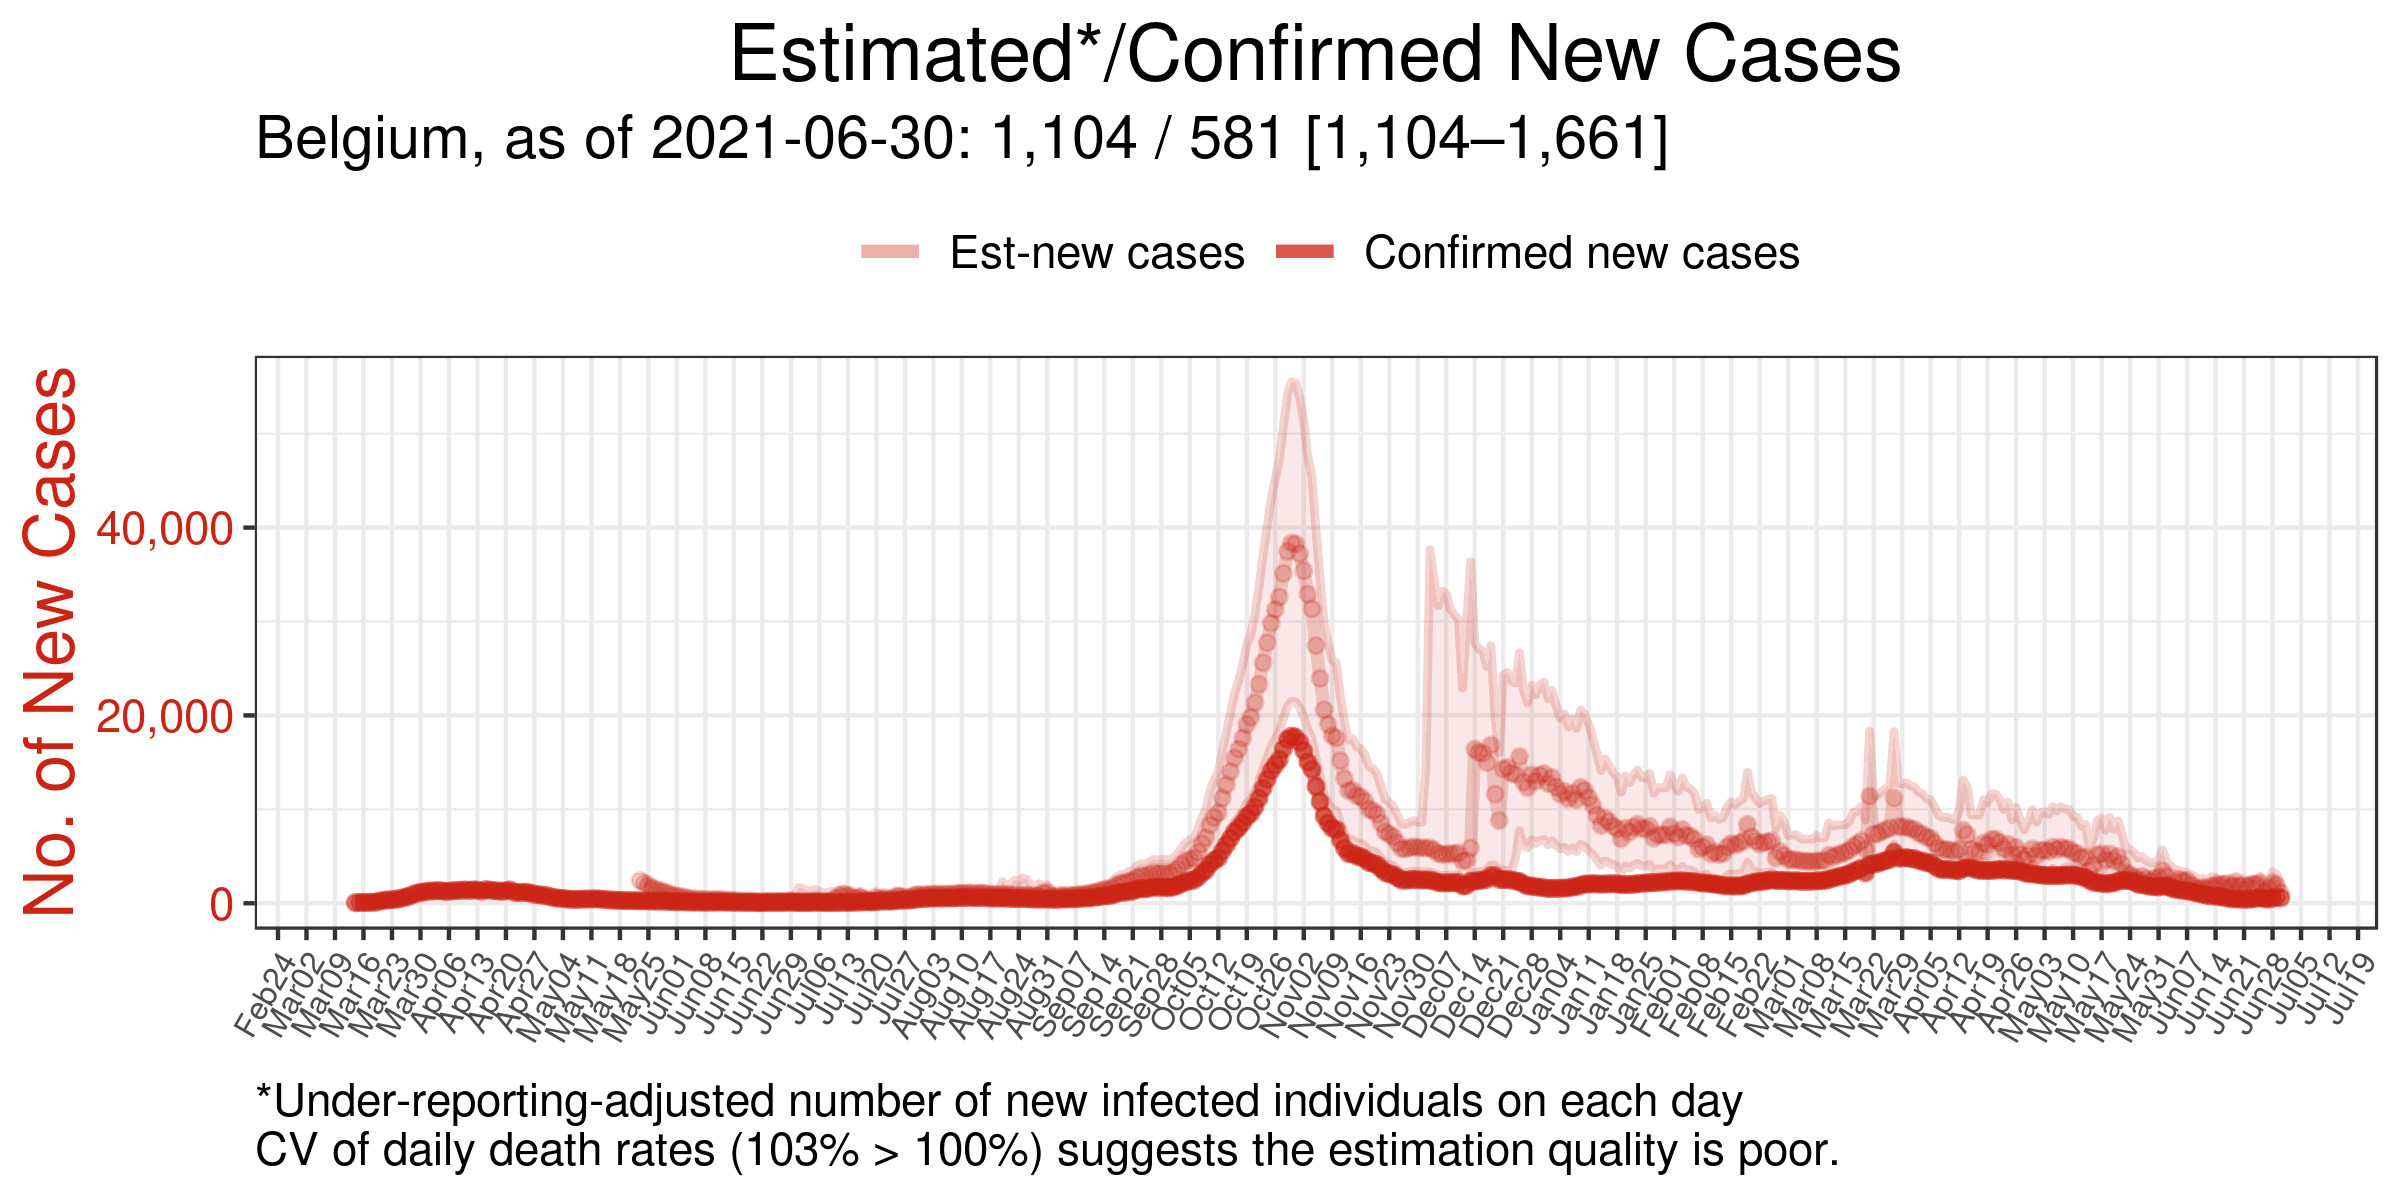 Estimated*/Confirmed New Cases
Belgium, as of 2021-06-30: 1,104 / 581 [1,104–1,661]
Est-new cases
Confirmed new cases
No. of New Cases
40,000
20,000
0
Feb24
Mar02
Mar09
Mar16
Mar23
Mar30
Apr06
Apr13
Apr20
Apr27
May04
May11
May18
May25
Jun01
Jun08
Jun15
Jun22
Jun29
Jul06
Jul13
Jul20
Jul27
Aug03
Aug10
Aug17
Aug24
Aug31
Sep07
Sep14
Sep21
Sep28
Oct05
Oct12
Oct19
Oct26
Nov02
Nov09
Nov16
Nov23
Nov30
Dec07
Dec14
Dec21
Dec28
Jan04
Jan11
Jan18
Jan25
Feb01
Feb08
Feb15
Feb22
Mar01
Mar08
Mar15
Mar22
Mar29
Apr05
Apr12
Apr19
Apr26
May03
May10
May17
May24
May31
Jun07
Jun14
Jun21
Jun28
Jul05
Jul12
Jul19
*Under-reporting-adjusted number of new infected individuals on each day
CV of daily death rates (103% > 100%) suggests the estimation quality is poor.